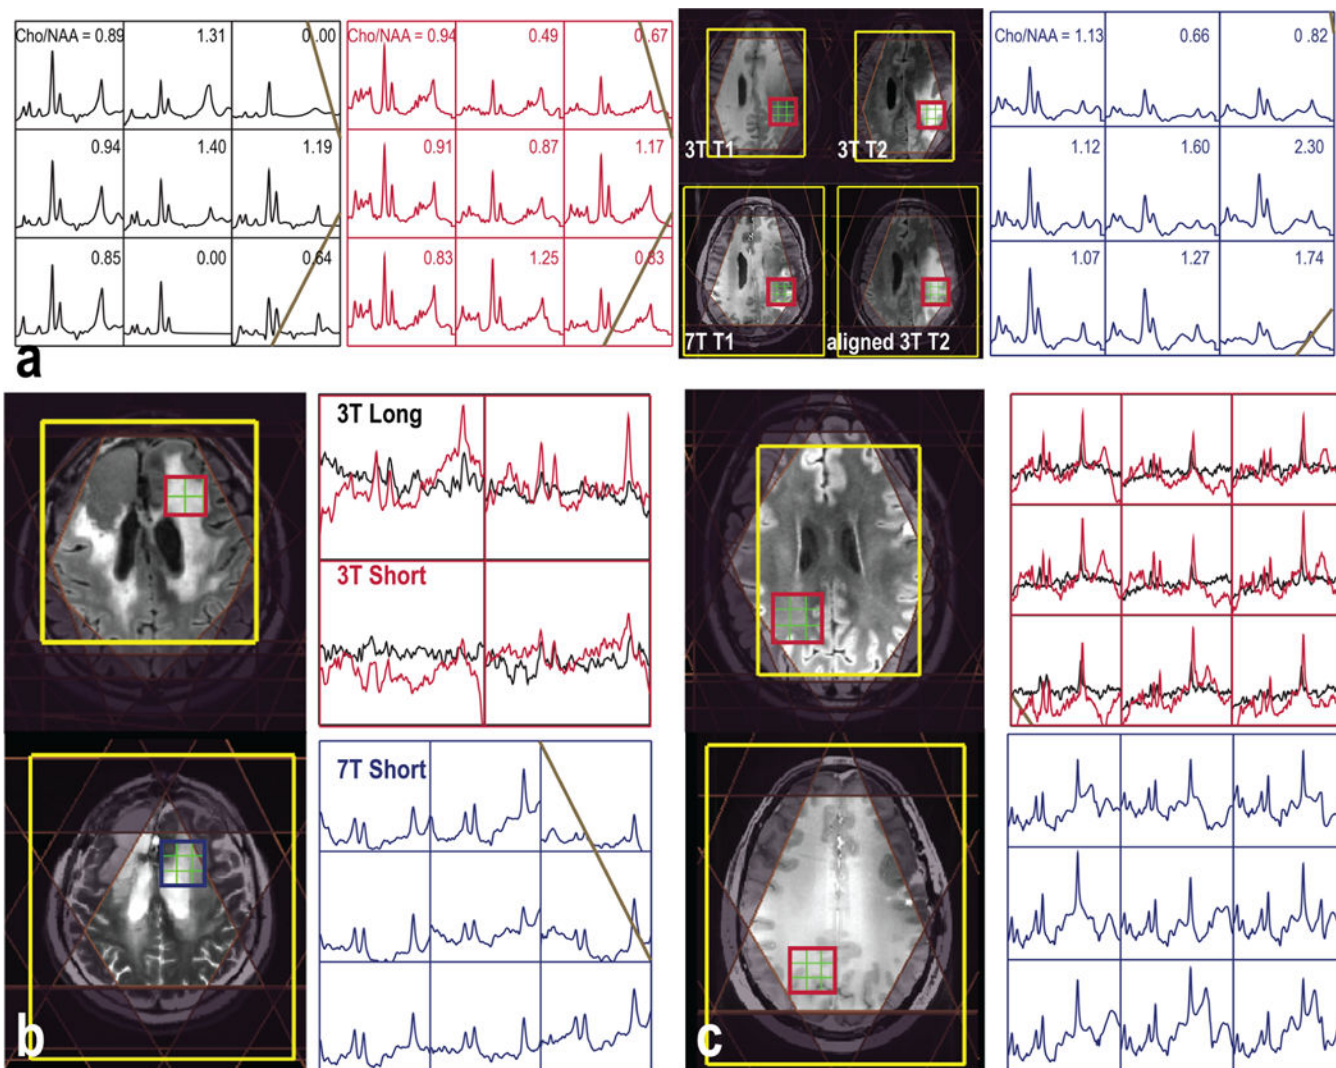 Cho/NAA = 0.89 1.31 0.00
0.94 1.40 1.19
0.85 0.00 0.64
Cho/NAA = 0.94 0.49 0.67
0.91 0.87 1.17
0.83 1.25 0.83
3T T1 3T T2
7T T1 aligned 3T T2
Cho/NAA = 1.13 0.66 0.82
1.12 1.60 2.30
1.07 1.27 1.74
a
3T Long
3T Short
7T Short
b
c